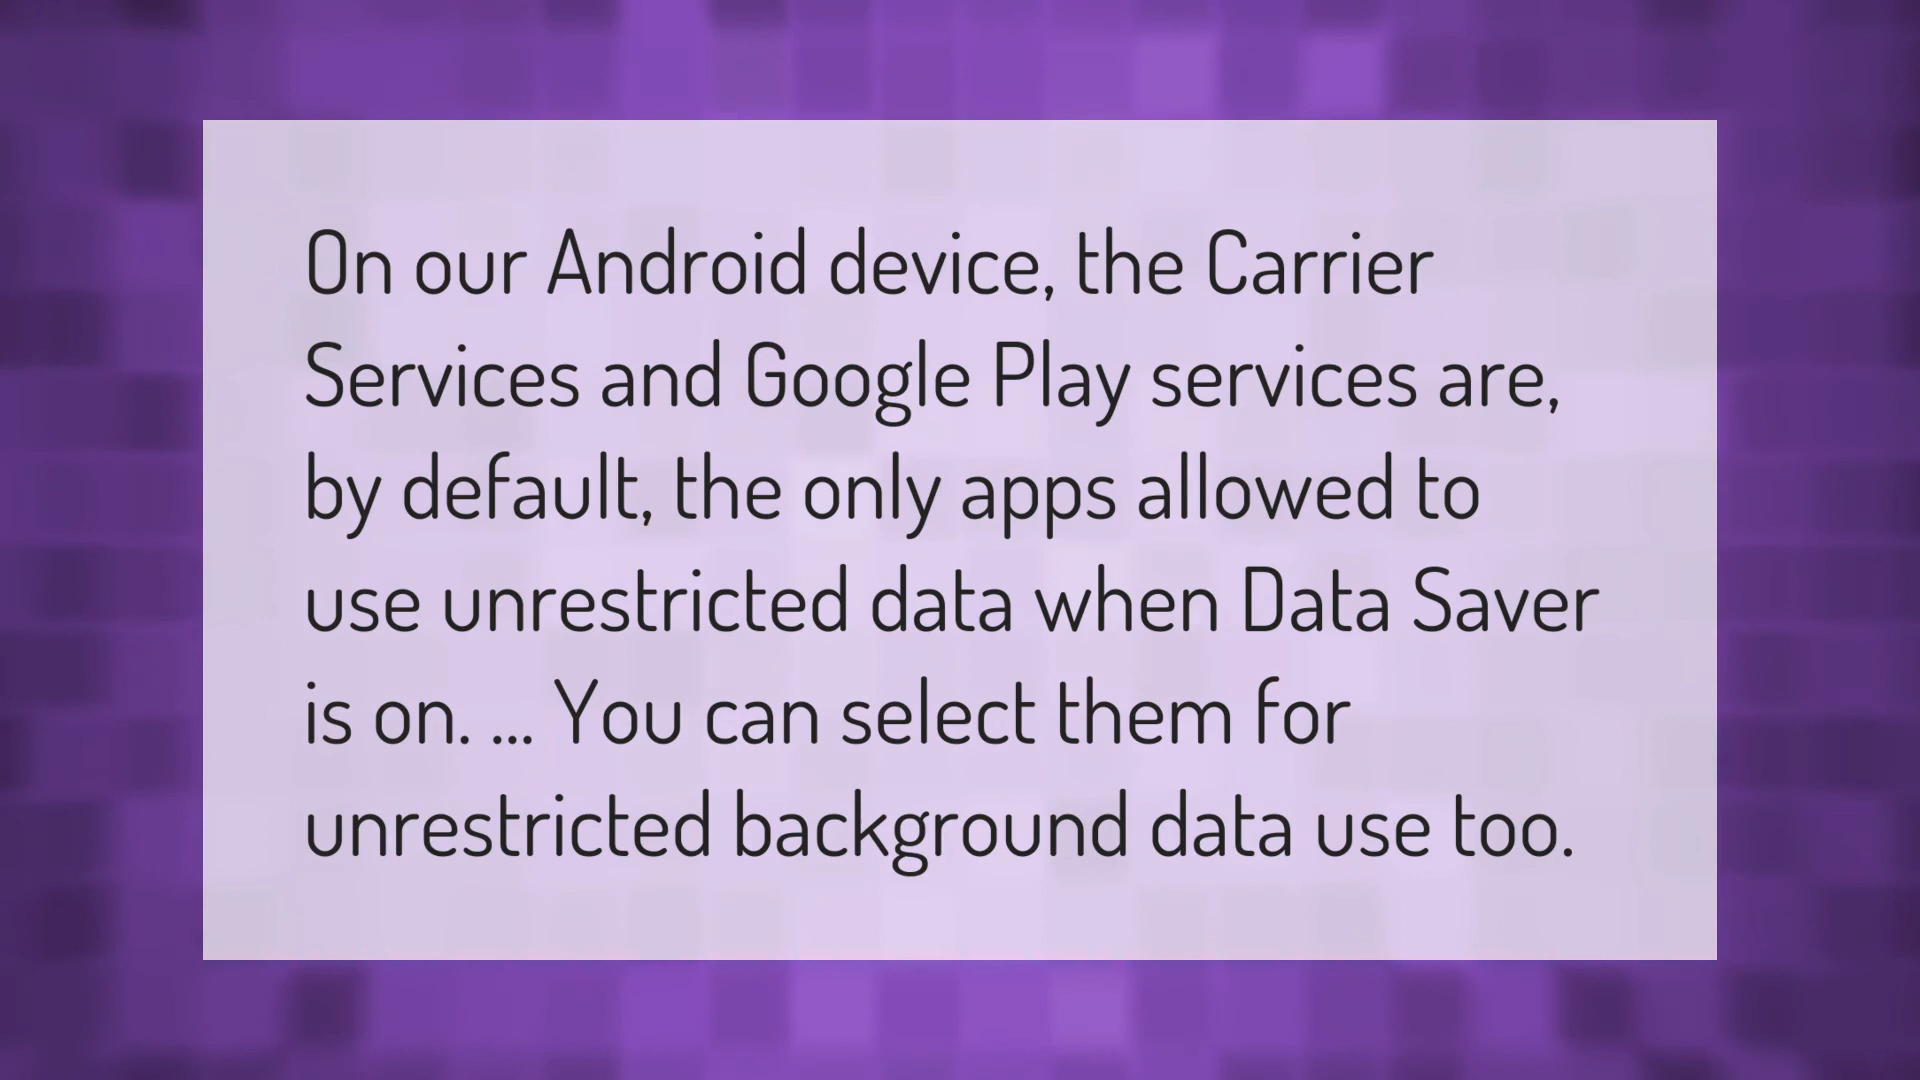 On our Android device, the Carrier
Services and Google Play services are,
by default, the only apps allowed to
use unrestricted data when Data Saver
is on. ... You can select them for
unrestricted background data use too.